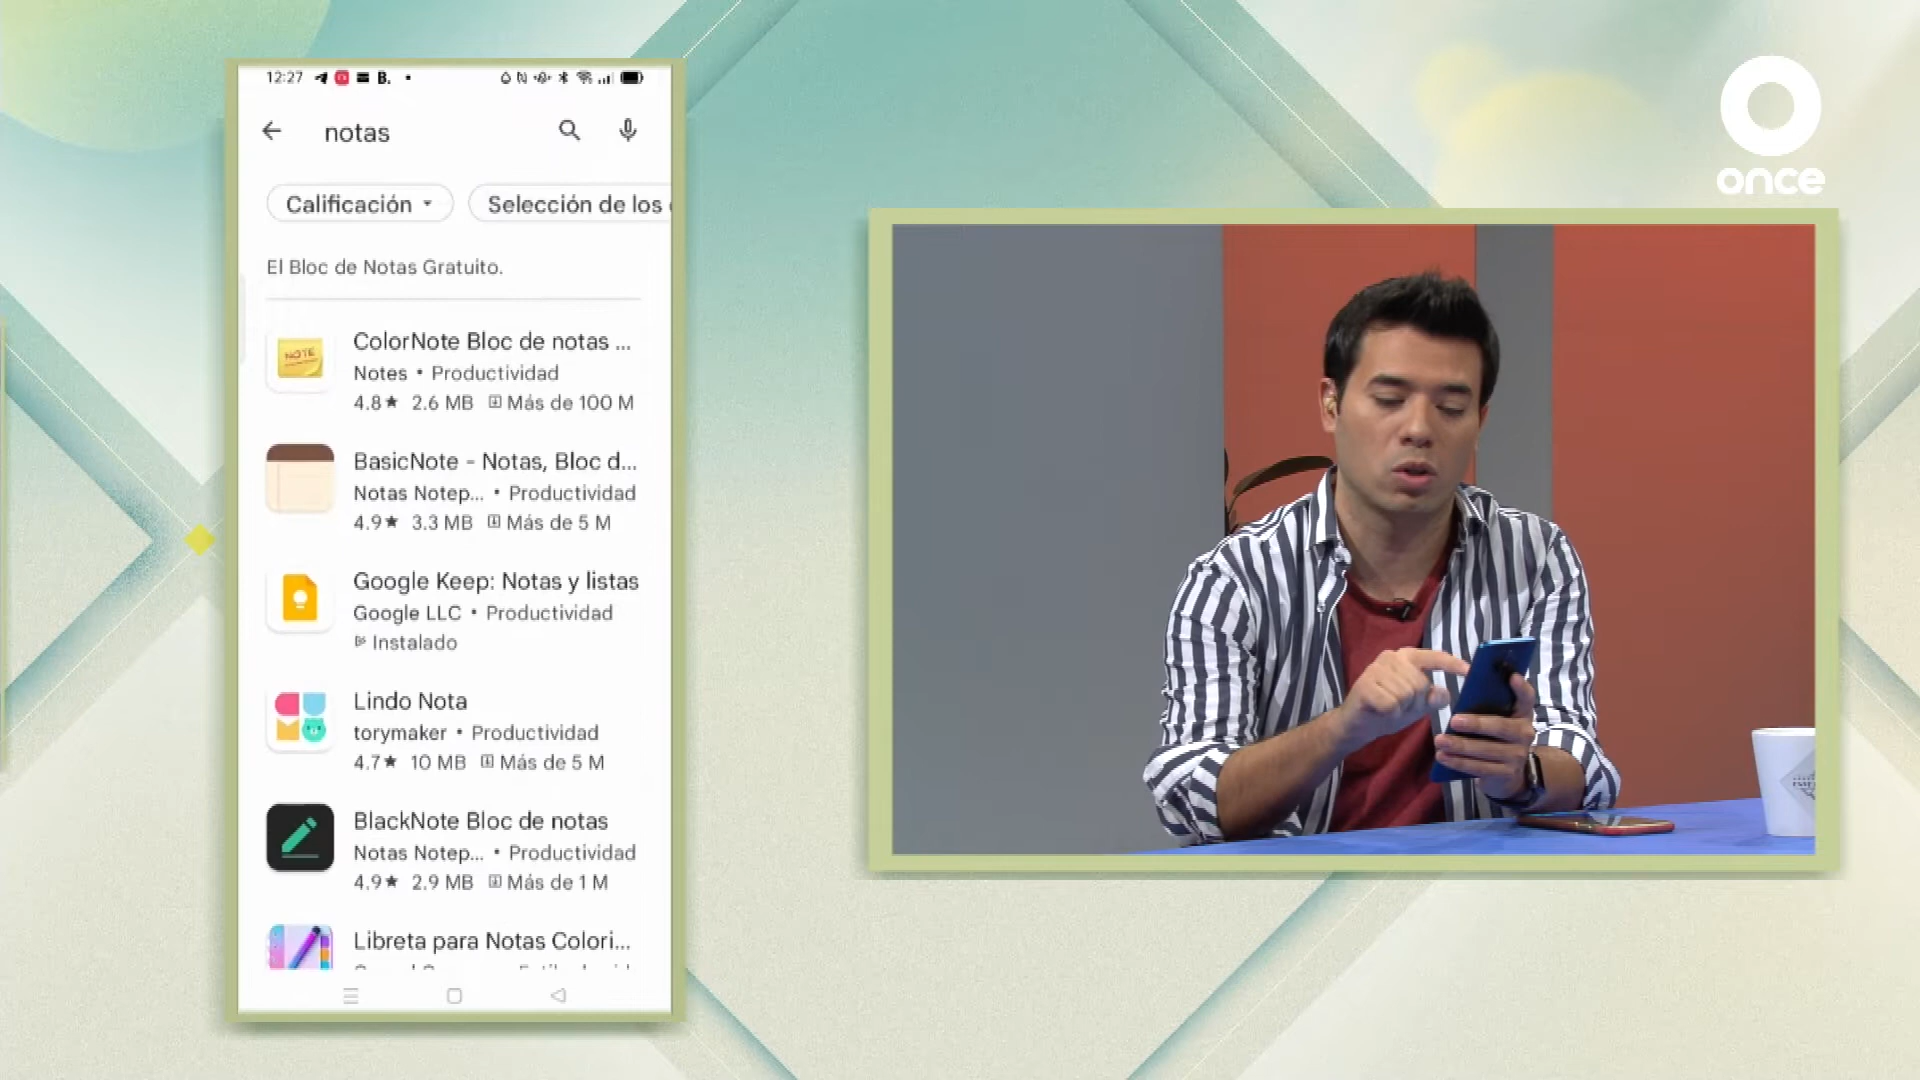 12:27 B.
notas
Calificación
Selección de los
El Bloc de Notas Gratuito.
NOTE
ColorNote Bloc de notas ...
Notes • Productividad
4.8★ 2.6 MB Más de 100 M
BasicNote - Notas, Bloc d...
Notas Notep... • Productividad
4.9★ 3.3 MB Más de 5 M
Google Keep: Notas y listas
Google LLC • Productividad
Instalado
Lindo Nota
torymaker • Productividad
4.7★ 10 MB Más de 5 M
BlackNote Bloc de notas
Notas Notep... • Productividad
4.9★ 2.9 MB Más de 1 M
Libreta para Notas Colori...
once